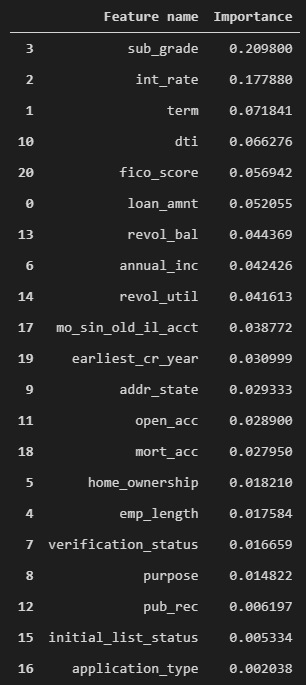 Feature name Importance
3 sub_grade 0.209800
2 int_rate 0.177880
1 term 0.071841
10 dti 0.066276
20 fico_score 0.056942
0 loan_amnt 0.052055
13 revol_bal 0.044369
6 annual_inc 0.042426
14 revol_util 0.041613
17 mo_sin_old_il_acct 0.038772
19 earliest_cr_year 0.030999
9 addr_state 0.029333
11 open_acc 0.028900
18 mort_acc 0.027950
5 home_ownership 0.018210
4 emp_length 0.017584
7 verification_status 0.016659
8 purpose 0.014822
12 pub_rec 0.006197
15 initial_list_status 0.005334
16 application_type 0.002038